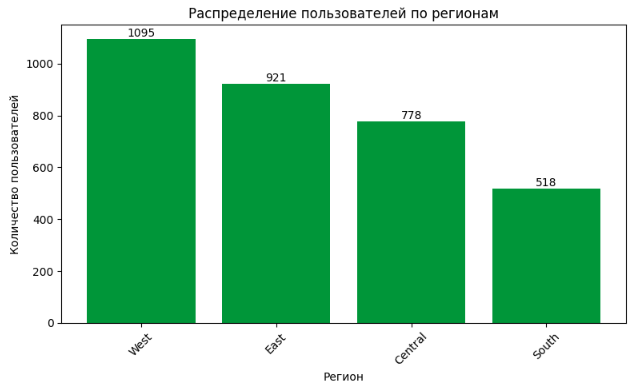 Распределение пользователей по регионам
Количество пользователей
1000
800
600
400
200
0
1095
921
778
518
West
East
Central
South
Регион